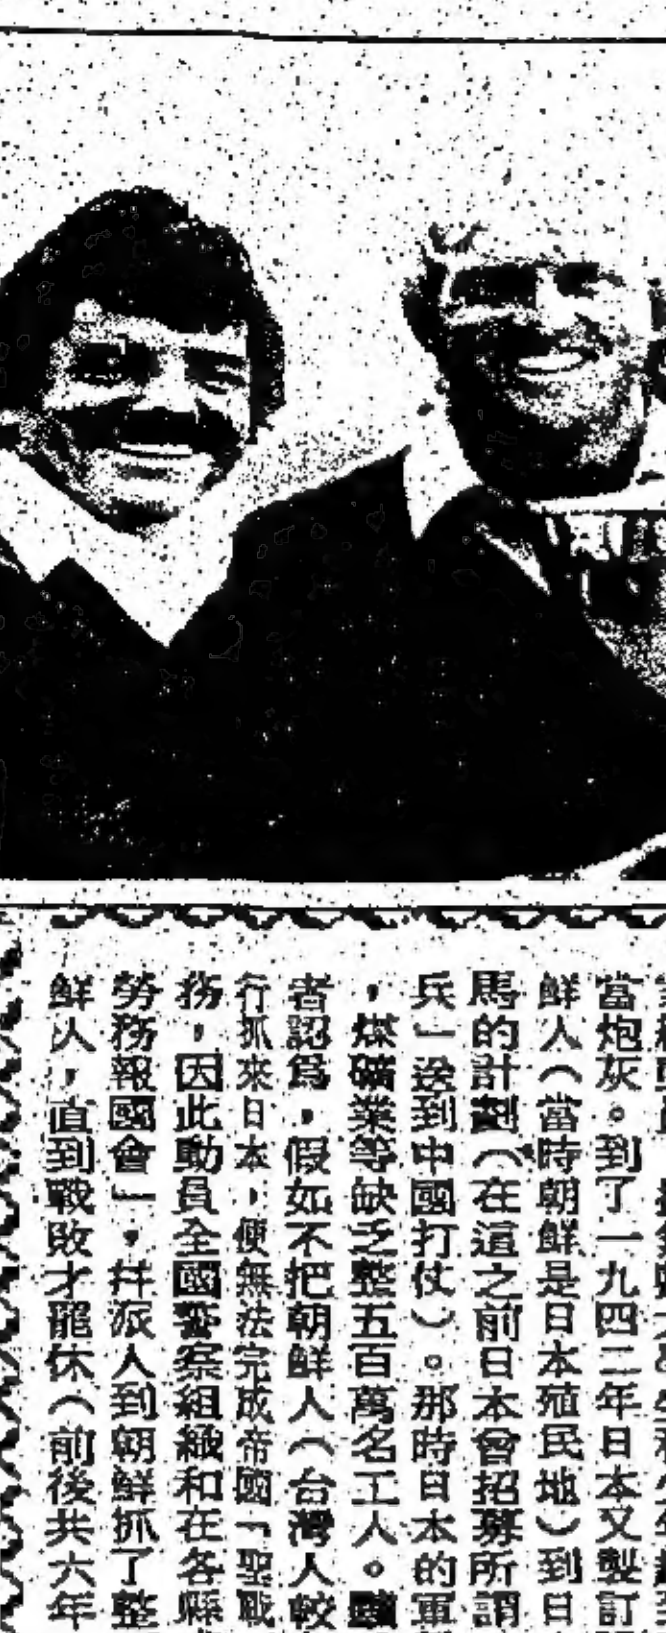 當炮灰。到了一九四二年日本又製訂
鮮人（當時朝鮮是日本殖民地）到日
馬的計劃（在這之前日本曾招募所謂
兵」送到中國打仗）。那時日本的軍
，煤礦業等缺乏整五百萬名工人。
者認爲，假如不把朝鮮人（台灣人較
行抓來日本，便無法完成帝國「聖戰
務，因此動員全國警察組織和在各縣
勞務報國會」，幷派人到朝鮮抓了整
鮮人，直到戰敗才罷休（前後共六年